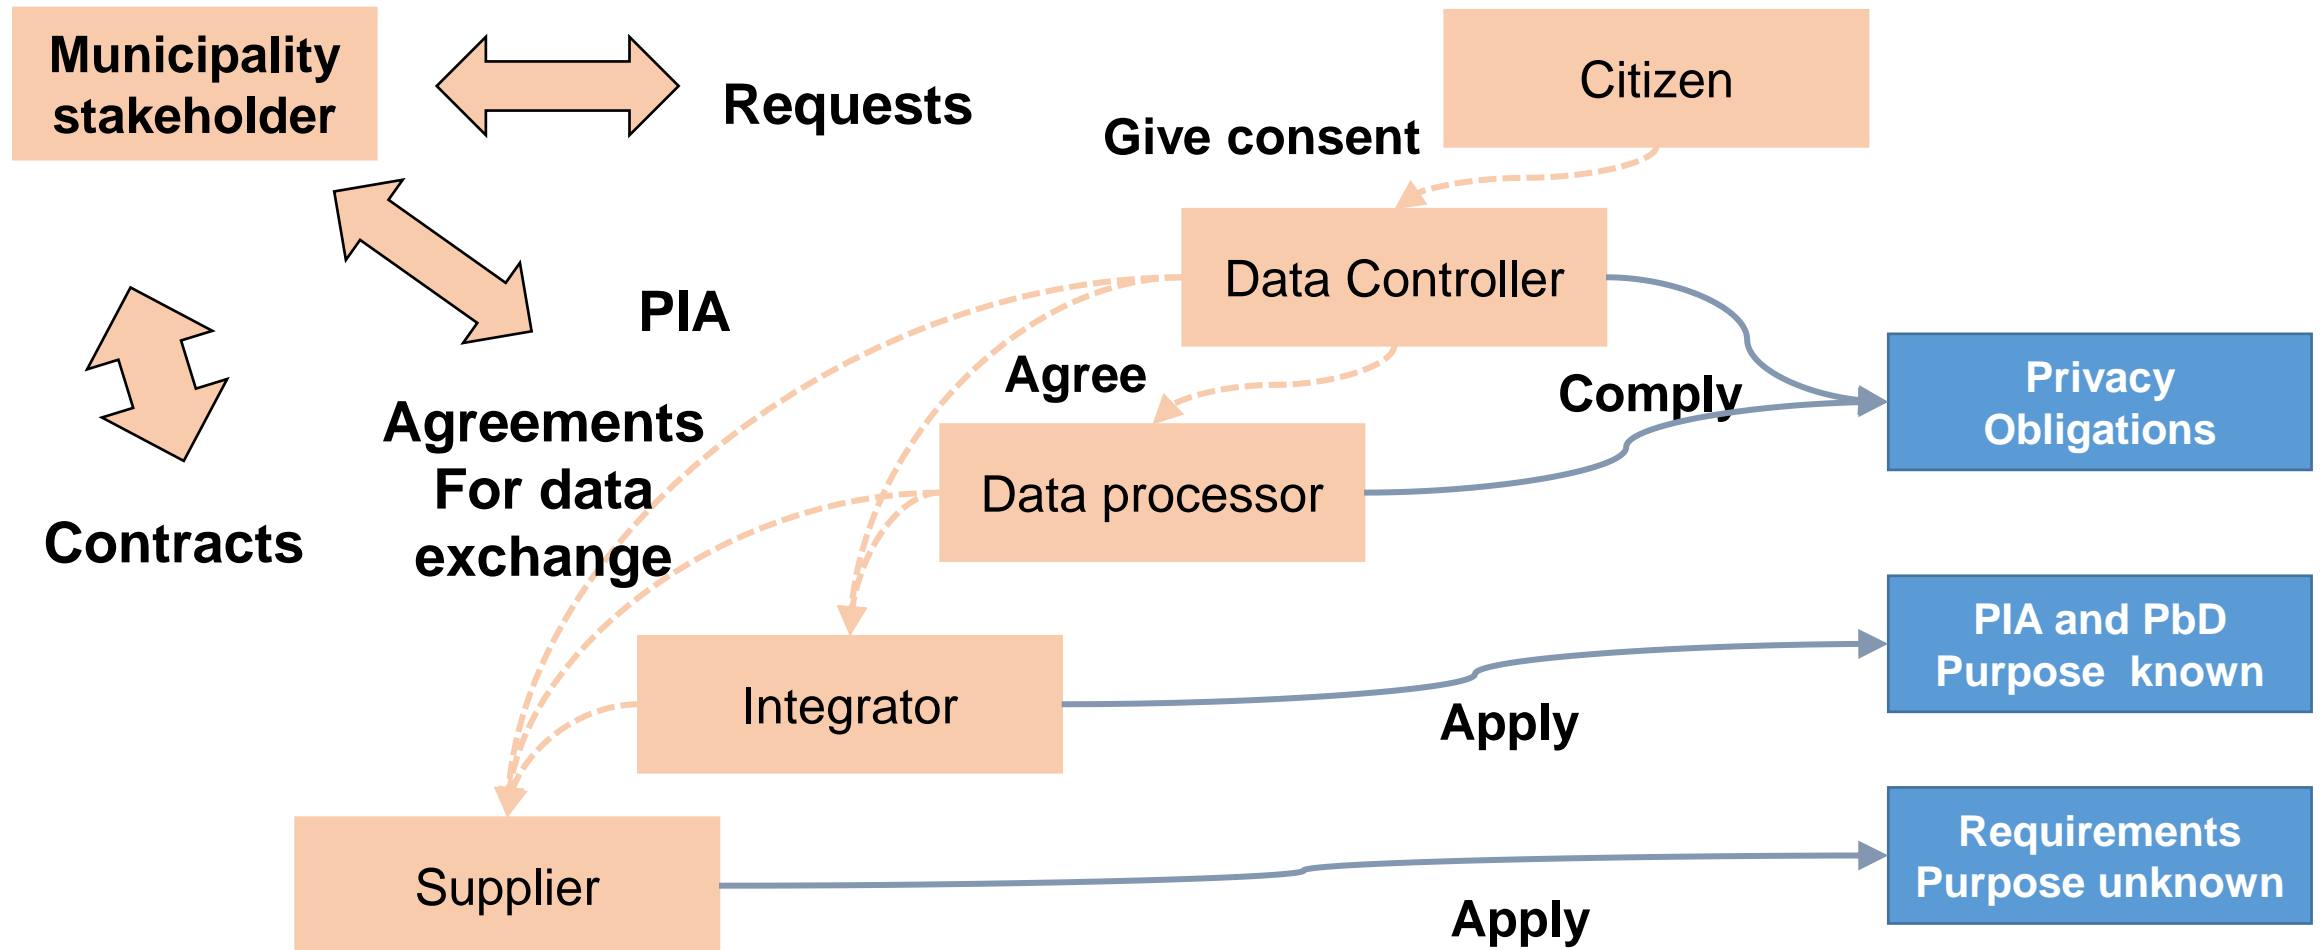 Municipality
stakeholder
Requests
Citizen
Give consent
Data Controller
PIA
Agree
Comply
Privacy
Obligations
Agreements
For data
exchange
Data processor
Contracts
PIA and PbD
Purpose known
Integrator
Apply
Requirements
Purpose unknown
Supplier
Apply